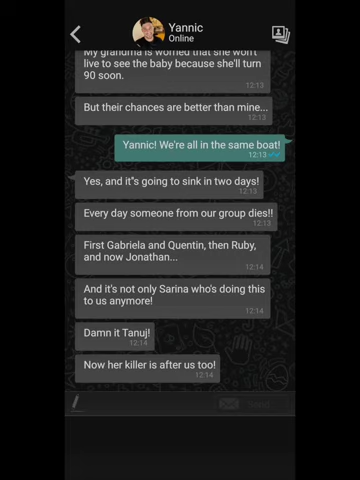 Yannic
Online
My grandma is worried that she won't
live to see the baby because she'll turn
90 soon.
12:13
But their chances are better than mine...
12:13
Yannic! We're all in the same boat!
12:13
Yes, and it"s going to sink in two days!
12:13
Every day someone from our group dies!!
12:13
First Gabriela and Quentin, then Ruby,
and now Jonathan...
12:14
And it's not only Sarina who's doing this
to us anymore!
12:14
Damn it Tanuj!
12:14
Now her killer is after us too!
12:14
Send